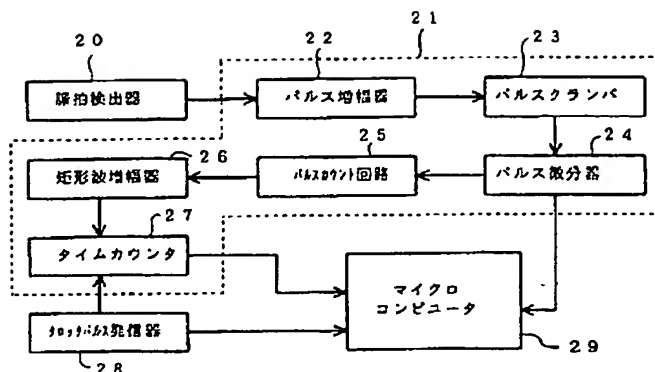 21
20
22
23
脈拍検出器
パルス増幅器
パルスクランパ
24
26
25
矩形波増幅器
パルスカウント回路
パルス微分器
27
タイムカウンタ
マイクロ
コンピュータ
クロックパルス発信器
29
28